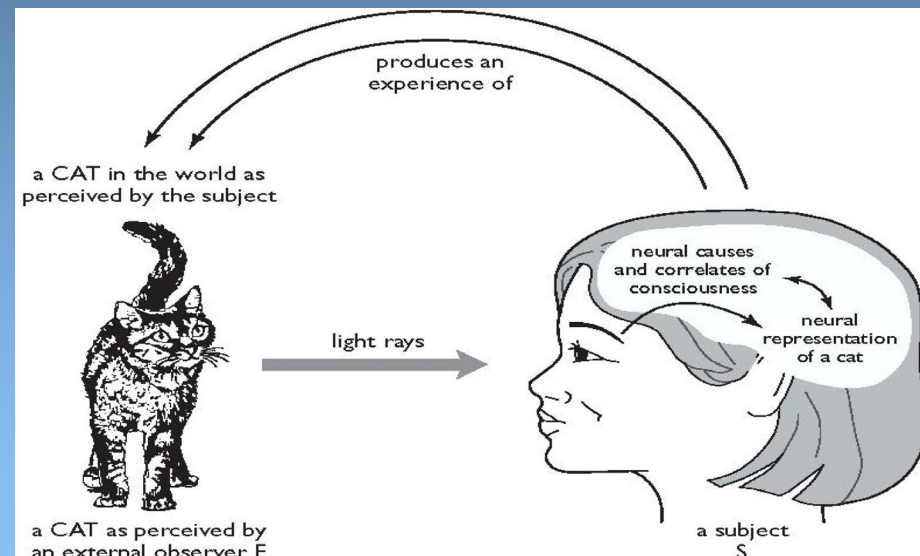 produces an
experience of
a CAT in the world as
perceived by the subject
neural causes
and correlates of
consciousness
neural
representation
of a cat
light rays
a CAT as perceived by
an external observer E
a subject
S